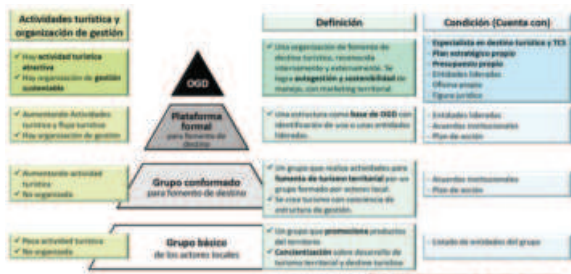 Actividades turística y
organización de gestión
Definición
Condición (Cuenta con)
✓ Hay actividad turística
atractiva
✓ Hay organización de gestión
sustentable
OGD
✓ Una organización de fomento de
destino turístico, reconocida
internamente y externamente. Se
logra autogestión y sostenibilidad de
manejo, con marketing territorial
- Especialista en destino turístico y TCS
- Plan estratégico propio
- Presupuesto propio
- Entidades lideradas
- Oficina propia
- Figura jurídica
✓ Aumentando Actividades
turística y flujo turístico
✓ Hay organización de gestión
Plataforma
formal
para fomento de
destino
✓ Una estructura como base de OGD con
identificación de una o unas entidades
lideradas.
- Entidades lideradas
- Acuerdos institucionales
- Plan de acción
✓ Aumentando actividad
turística
✓ No organizada
Grupo conformado
para fomento de destino
✓ Un grupo que realiza actividades para
fomento de turismo territorial por un
grupo formado por actores local.
✓ Se crea turismo con conciencia de
estructura de gestión.
- Acuerdos institucionales
- Plan de acción
✓ Poca actividad turística
✓ No organizada
Grupo básico
de los actores locales
✓ Un grupo que promociona productos
del territorio
✓ Concientización sobre desarrollo de
turismo territorial y destino turístico
- Listado de entidades del grupo